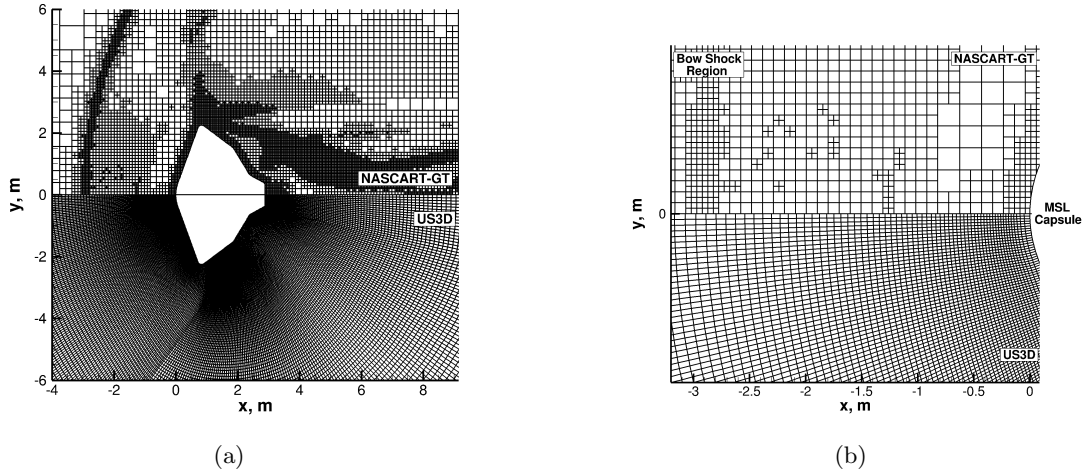 6
4
2
0
-2
-4
-6
y, m
-4
-2
0
2
4
6
8
x, m
NASCART-GT
US3D
(a)
Bow Shock
Region
NASCART-GT
MSL
Capsule
US3D
0
y, m
-3
-2.5
-2
-1.5
-1
-0.5
0
x, m
(b)